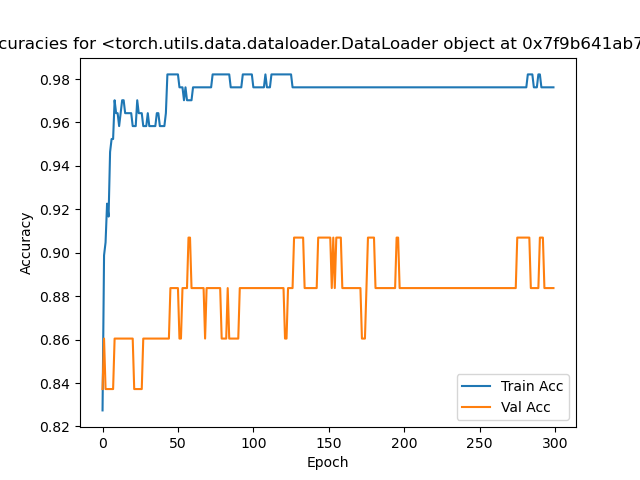 curacies for <torch.utils.data.dataloader.DataLoader object at 0x7f9b641ab7
0.98
0.96
0.94
0.92
0.90
0.88
0.86
0.84
0.82
Accuracy
Train Acc
Val Acc
0 50 100 150 200 250 300
Epoch